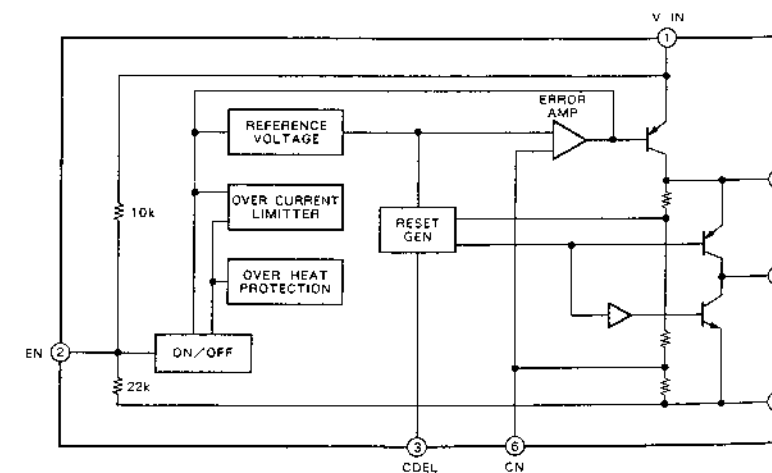 V IN
1
ERROR
AMP
REFERENCE
VOLTAGE
10k
OVER CURRENT
LIMITTER
RESET
GEN
OVER HEAT
PROTECTION
EN 2
ON/OFF
22k
3
6
CDEL
CN